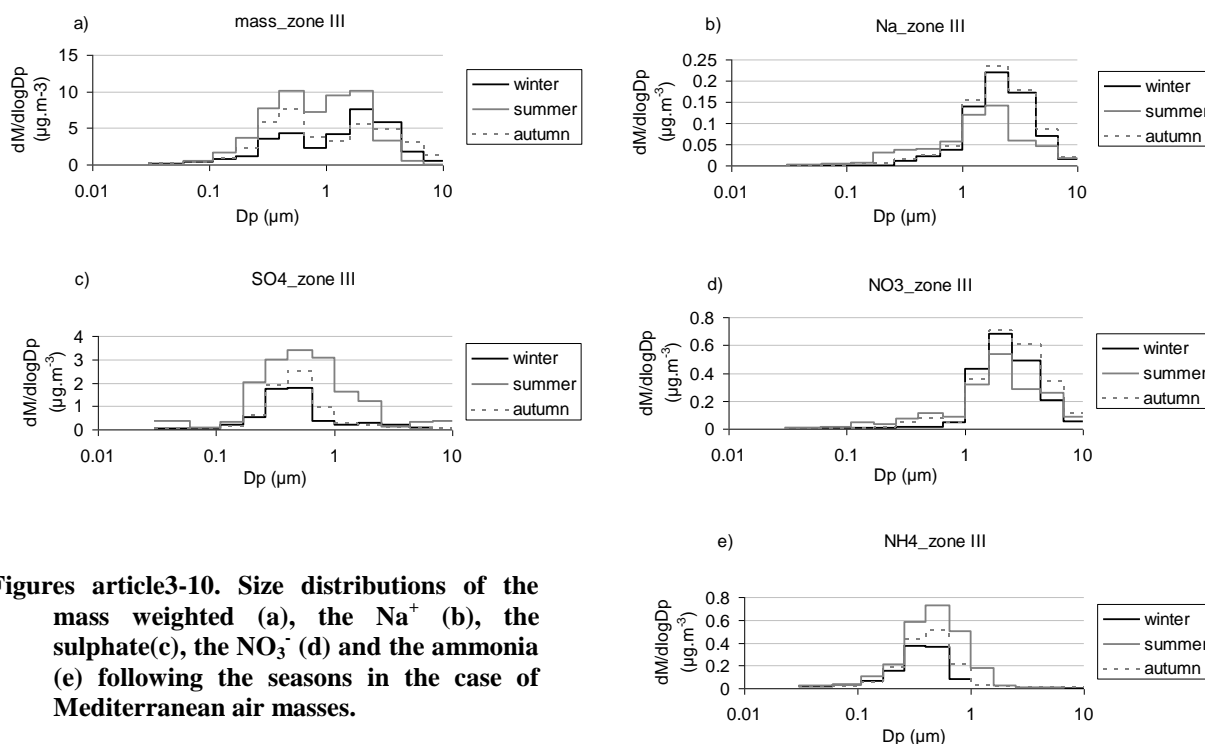 a)
mass_zone III
dM/dlogDp
(µg.m-3)
15
10
5
0
0.01
0.1
1
10
Dp (µm)
winter
summer
autumn
b)
Na_zone III
dM/dlogDp
(µg.m⁻³)
0.25
0.2
0.15
0.1
0.05
0
0.01
0.1
1
10
Dp (µm)
winter
summer
autumn
c)
SO4_zone III
dM/dlogDp
(µg.m⁻³)
4
3
2
1
0
0.01
0.1
1
10
Dp (µm)
winter
summer
autumn
d)
NO3_zone III
dM/dlogDp
(µg.m⁻³)
0.8
0.6
0.4
0.2
0
0.01
0.1
1
10
Dp (µm)
winter
summer
autumn
e)
NH4_zone III
dM/dlogDp
(µg.m⁻³)
0.8
0.6
0.4
0.2
0
0.01
0.1
1
10
Dp (µm)
winter
summer
autumn
Figures article3-10. Size distributions of the
mass weighted (a), the Na⁺ (b), the
sulphate(c), the NO₃⁻ (d) and the ammonia
(e) following the seasons in the case of
Mediterranean air masses.